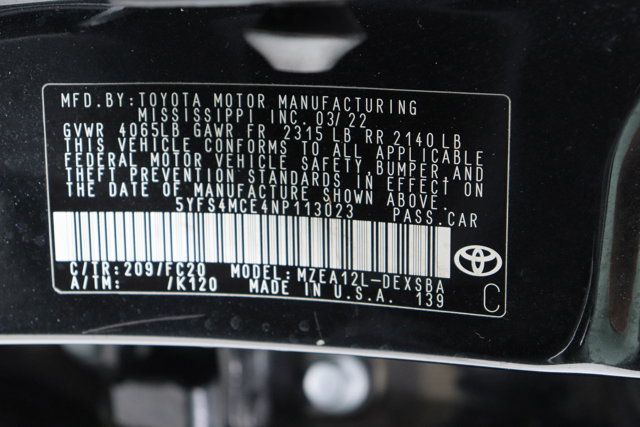 MFD.BY:TOYOTA MOTOR MANUFACTURING
MISSISSIPPI INC. 03/22
GVWR 4065LB GAWR FR 2315 LB RR 2140 LB
THIS VEHICLE CONFORMS TO ALL APPLICABLE
FEDERAL MOTOR VEHICLE SAFETY, BUMPER, AND
THEFT PREVENTION STANDARDS IN EFFECT ON
THE DATE OF MANUFACTURE SHOWN ABOVE.
5YFS4MCE4NP113023 PASS.CAR
C/TR: 209/FC20 MODEL: MZEA12L-DEXSBA
A/TM: /K120 MADE IN U.S.A. 139 C